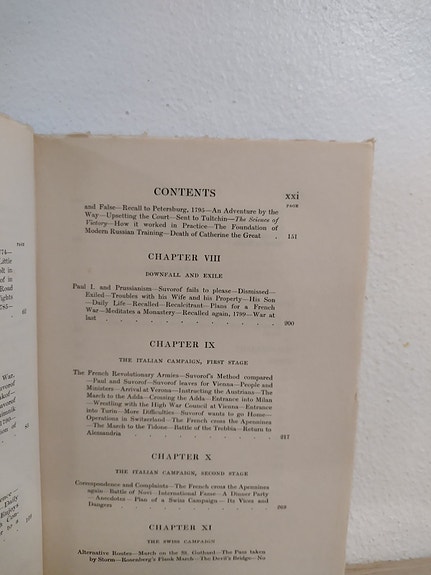 CONTENTS xxi
PAGE
and False—Recall to Petersburg, 1795—An Adventure by the
Way—Upsetting the Court—Sent to Tultchin—The Science of
Victory—How it worked in Practice—The Foundation of
Modern Russian Training—Death of Catherine the Great . 151
CHAPTER VIII
DOWNFALL AND EXILE
Paul I. and Prussianism—Suvorof fails to please—Dismissed—
Exiled—Troubles with his Wife and his Property—His Son
—Daily Life—Recalled—Recalcitrant—Plans for a French
War—Meditates a Monastery—Recalled again, 1799—War at
last . . . . . . . . . . 200
CHAPTER IX
THE ITALIAN CAMPAIGN, FIRST STAGE
The French Revolutionary Armies—Suvorof's Method compared
—Paul and Suvorof—Suvorof leaves for Vienna—People and
Ministers—Arrival at Verona—Instructing the Austrians—The
March to the Adda—Crossing the Adda—Entrance into Milan
—Wrestling with the High War Council at Vienna—Entrance
into Turin—More Difficulties—Suvorof wants to go Home—
Operations in Switzerland—The French cross the Apennines
—The March to the Tidone—Battle of the Trebbia—Return to
Alessandria . . . . . . . . . 217
CHAPTER X
THE ITALIAN CAMPAIGN, SECOND STAGE
Correspondence and Complaints—The French cross the Apennines
again—Battle of Novi—International Fame—A Dinner Party
—Anecdotes—Plan of a Swiss Campaign—Its Vices and
Dangers . . . . . . . . . 268
CHAPTER XI
THE SWISS CAMPAIGN
Alternative Routes—March on the St. Gothard—The Pass taken
by Storm—Rosenberg's Flank March—The Devil's Bridge—No